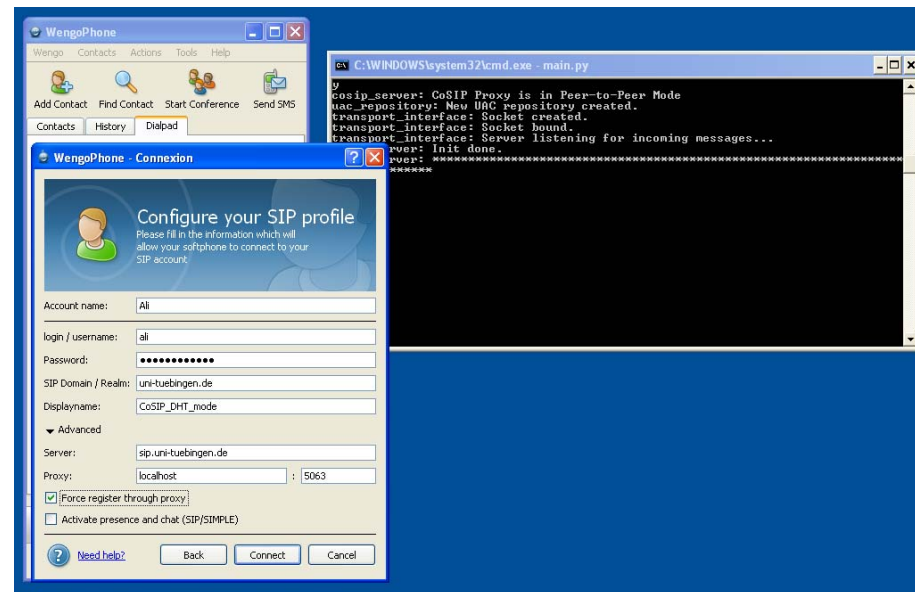 WengoPhone
Wengo Contacts Actions Tools Help
Add Contact Find Contact Start Conference Send SMS
Contacts History Dialpad
WengoPhone - Connexion
Configure your SIP profile
Please fill in the information which will
allow your softphone to connect to your
SIP account
Account name: Ali
login / username: ali
Password: ●●●●●●●●●●●●
SIP Domain / Realm: uni-tuebingen.de
Displayname: CoSIP_DHT_mode
Advanced
Server: sip.uni-tuebingen.de
Proxy: localhost : 5063
Force register through proxy
Activate presence and chat (SIP/SIMPLE)
Need help? Back Connect Cancel
C:\WINDOWS\system32\cmd.exe - main.py
y
cosip_server: CoSIP Proxy is in Peer-to-Peer Mode
uac_repository: New UAC repository created.
transport_interface: Socket created.
transport_interface: Socket bound.
transport_interface: Server listening for incoming messages...
rver: Init done.
rver: ******************************************************************
******